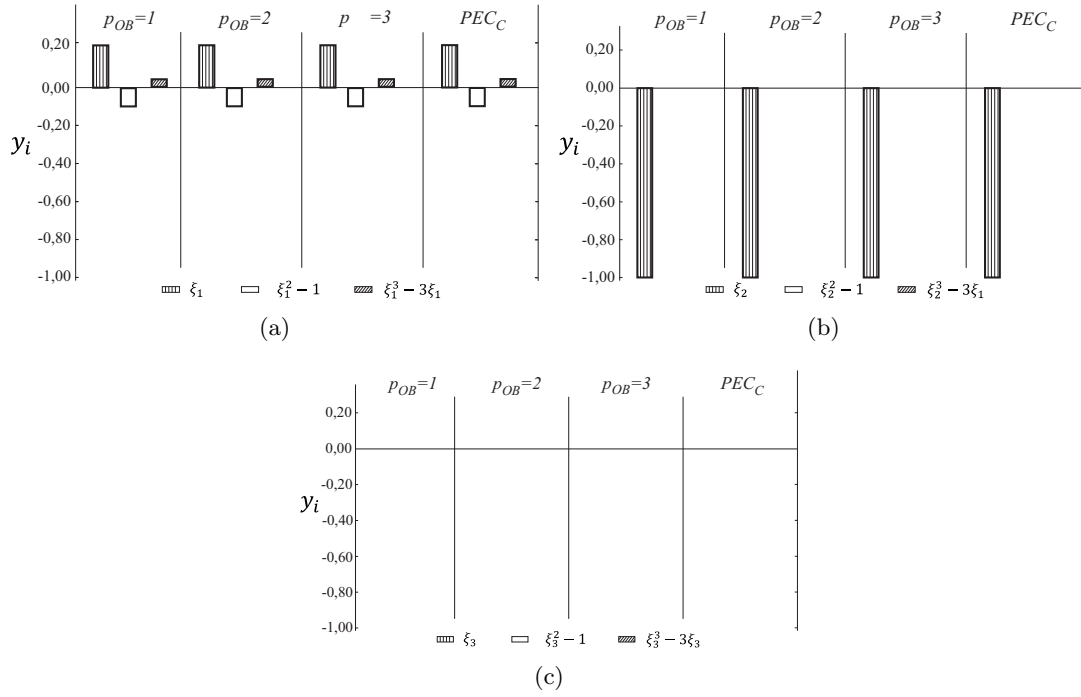 p_OB=1 p_OB=2 p =3 PEC_C
0,20
0,00
-0,20
-0,40
-0,60
-0,80
-1,00
y_i
ξ_1 ξ_1^2 − 1 ξ_1^3 − 3ξ_1
(a)
p_OB=1 p_OB=2 p_OB=3 PEC_C
0,20
0,00
-0,20
-0,40
-0,60
-0,80
-1,00
y_i
ξ_2 ξ_2^2 − 1 ξ_2^3 − 3ξ_1
(b)
p_OB=1 p_OB=2 p_OB=3 PEC_C
0,20
0,00
-0,20
-0,40
-0,60
-0,80
-1,00
y_i
ξ_3 ξ_3^2 − 1 ξ_3^3 − 3ξ_3
(c)